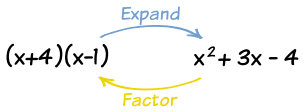 Expand
(x+4)(x-1) x² + 3x - 4
Factor